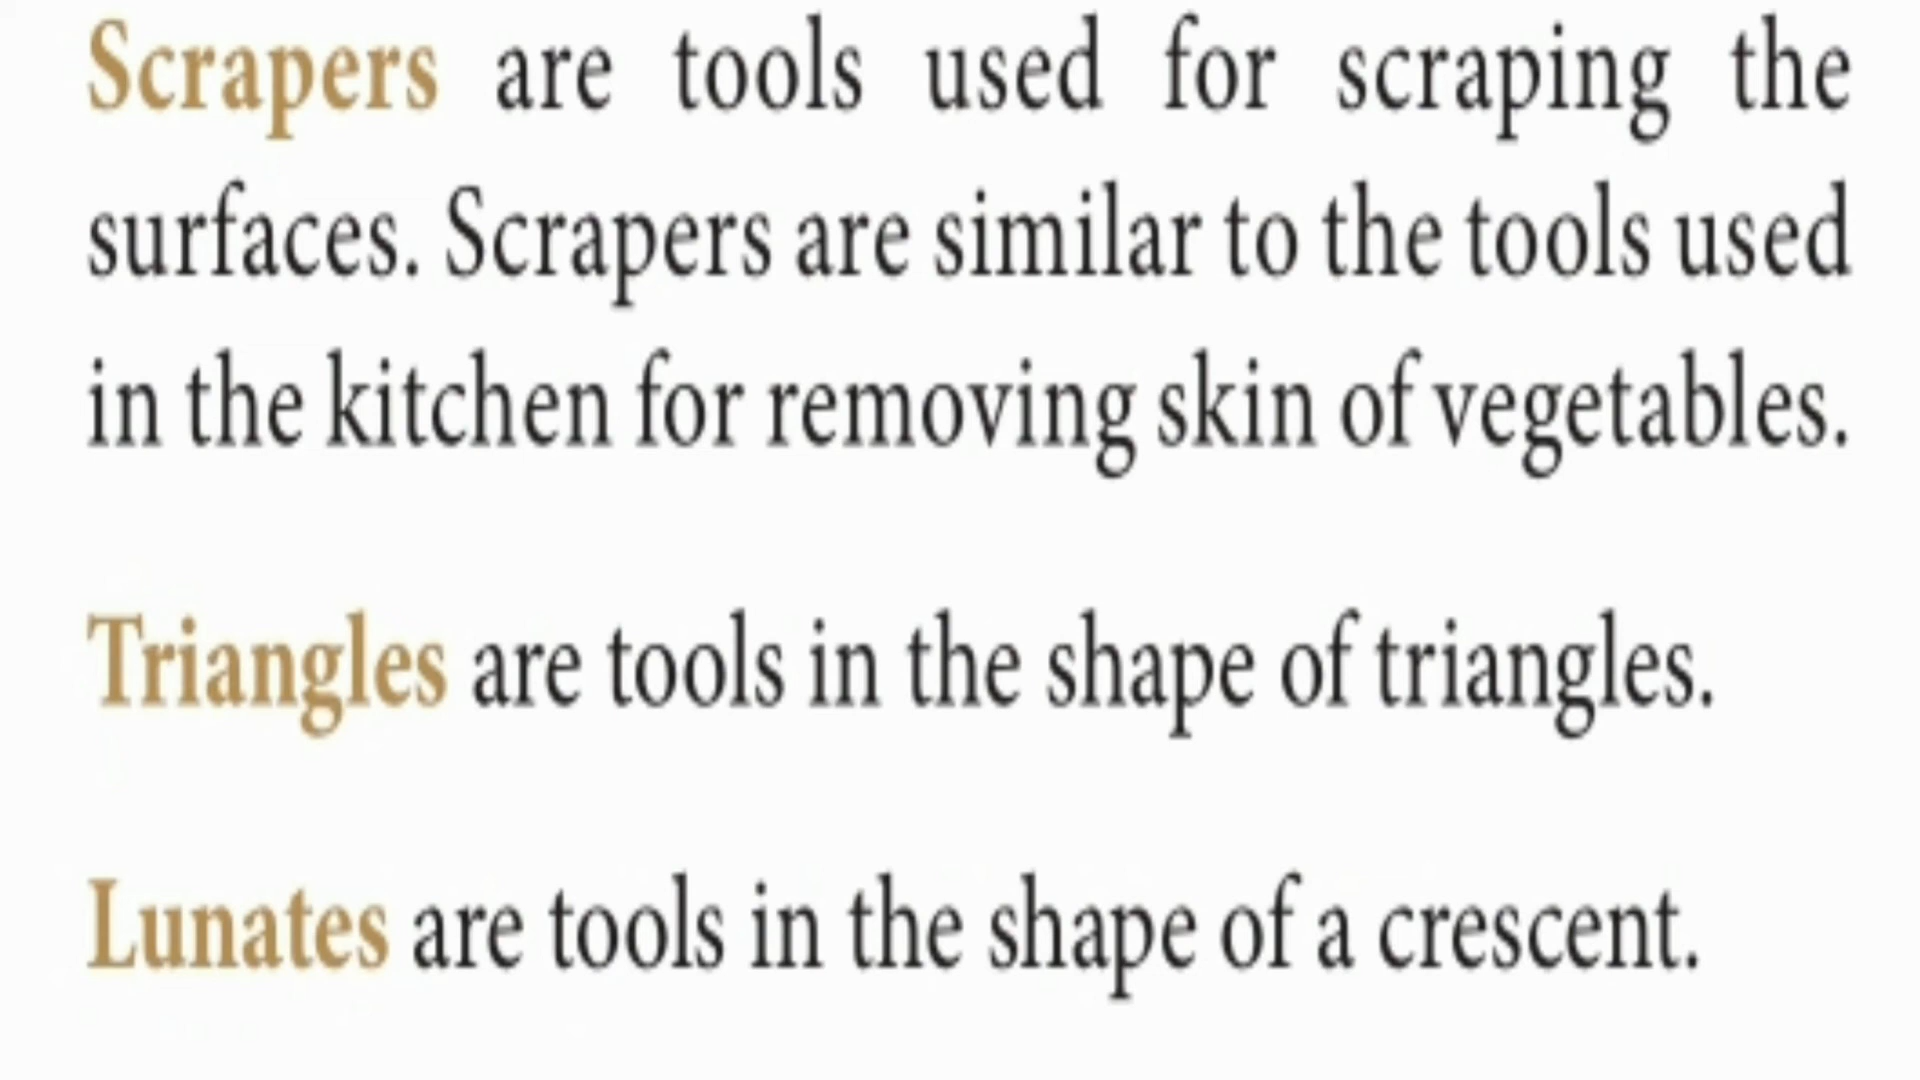 Scrapers are tools used for scraping the
surfaces. Scrapers are similar to the tools used
in the kitchen for removing skin of vegetables.
Triangles are tools in the shape of triangles.
Lunates are tools in the shape of a crescent.